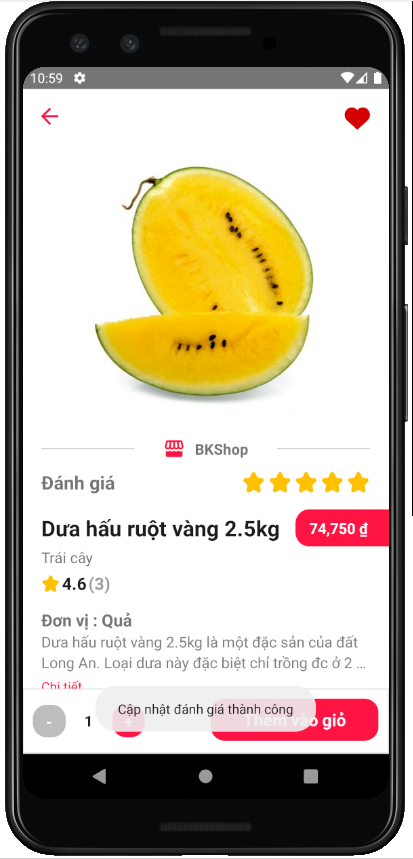 10:59
BKShop
Đánh giá
Dưa hấu ruột vàng 2.5kg
74,750 ₫
Trái cây
4.6 (3)
Đơn vị : Quả
Dưa hấu ruột vàng 2.5kg là một đặc sản của đất
Long An. Loại dưa này đặc biệt chỉ trồng đc ở 2 ...
Chi tiết
Cập nhật đánh giá thành công
- 1 +
Thêm vào giỏ